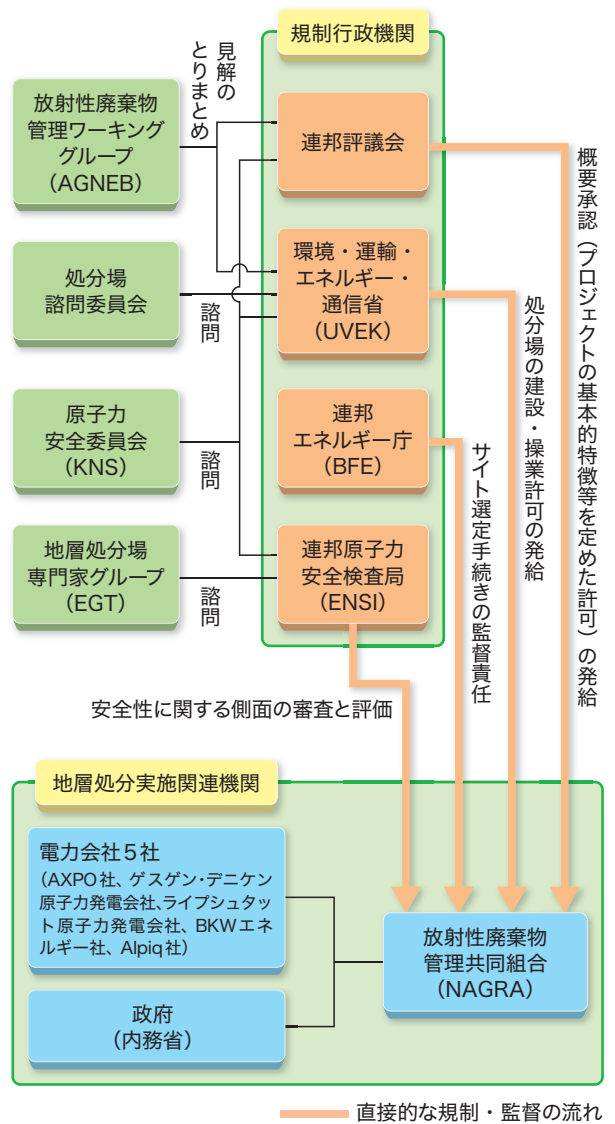 規制行政機関
見解の
とりまとめ
放射性廃棄物
管理ワーキング
グループ
（AGNEB）
連邦評議会
概要承認（プロジェクトの基本的特徴等を定めた許可）の発給
処分場
諮問委員会
諮問
環境・運輸・
エネルギー・
通信省
（UVEK）
処分場の建設・操業許可の発給
原子力
安全委員会
（KNS）
諮問
連邦
エネルギー庁
（BFE）
サイト選定手続きの監督責任
地層処分場
専門家グループ
（EGT）
諮問
連邦原子力
安全検査局
（ENSI）
安全性に関する側面の審査と評価
地層処分実施関連機関
電力会社５社
（AXPO社、ゲスゲン・デニケン
原子力発電会社、ライプシュタッ
ト原子力発電会社、BKWエネ
ルギー社、Alpiq社）
政府
（内務省）
放射性廃棄物
管理共同組合
（NAGRA）
直接的な規制・監督の流れ